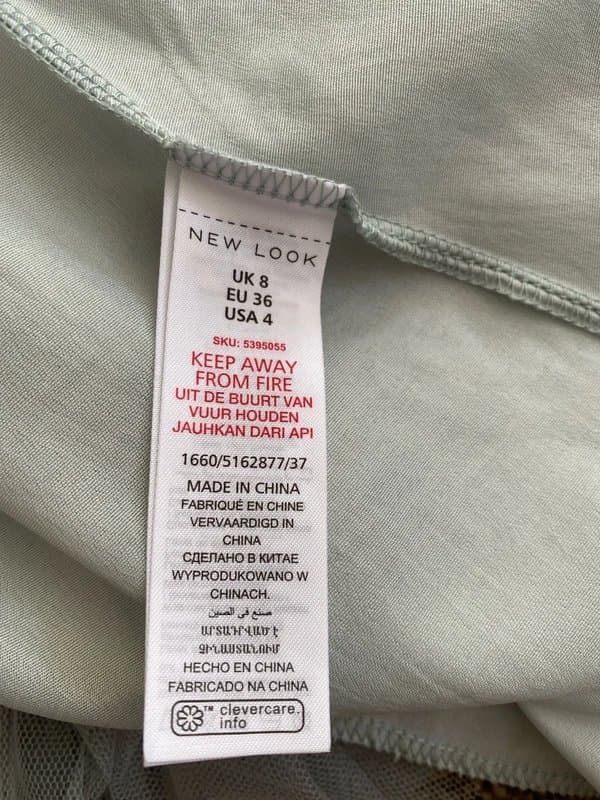 NEW LOOK
UK 8
EU 36
USA 4
SKU: 5395055
KEEP AWAY
FROM FIRE
UIT DE BUURT VAN
VUUR HOUDEN
JAUHKAN DARI API
1660/5162877/37
MADE IN CHINA
FABRIQUÉ EN CHINE
VERVAARDIGD IN
CHINA
СДЕЛАНО В КИТАЕ
WYPRODUKOWANO W
CHINACH.
صنع في الصين
ԱՐՏԱԴՐՎԱԾ է
ՉԻՆԱՍՏԱՆՈՒՄ
HECHO EN CHINA
FABRICADO NA CHINA
™ clevercare.
info